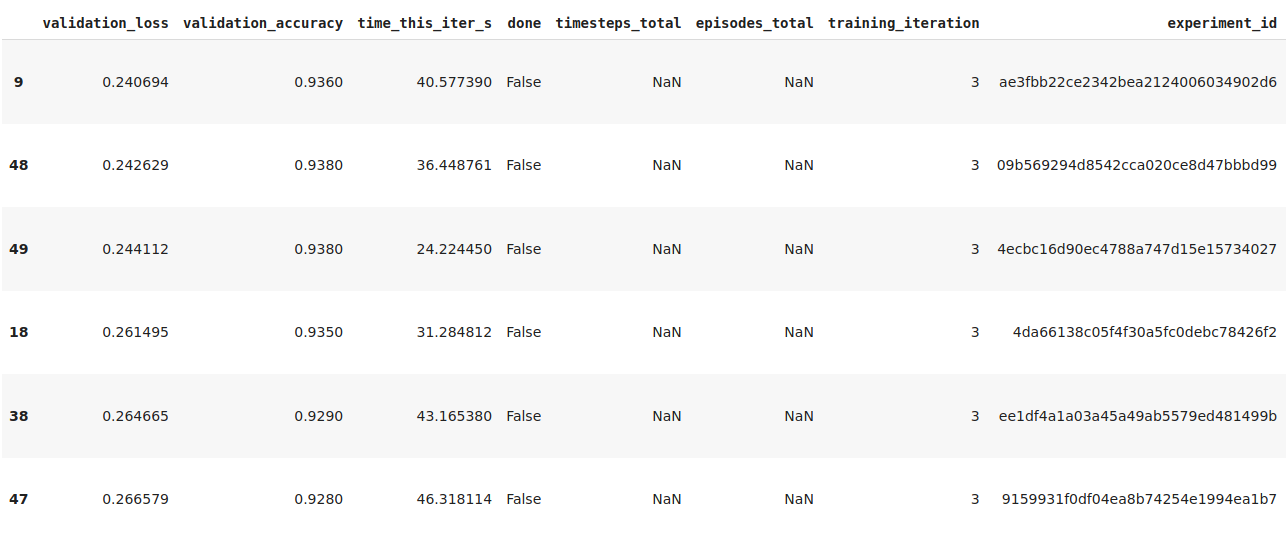 validation_loss validation_accuracy time_this_iter_s done timesteps_total episodes_total training_iteration experiment_id
9 0.240694 0.9360 40.577390 False NaN NaN 3 ae3fbb22ce2342bea2124006034902d6
48 0.242629 0.9380 36.448761 False NaN NaN 3 09b569294d8542cca020ce8d47bbbd99
49 0.244112 0.9380 24.224450 False NaN NaN 3 4ecbc16d90ec4788a747d15e15734027
18 0.261495 0.9350 31.284812 False NaN NaN 3 4da66138c05f4f30a5fc0debc78426f2
38 0.264665 0.9290 43.165380 False NaN NaN 3 ee1df4a1a03a45a49ab5579ed481499b
47 0.266579 0.9280 46.318114 False NaN NaN 3 9159931f0df04ea8b74254e1994ea1b7